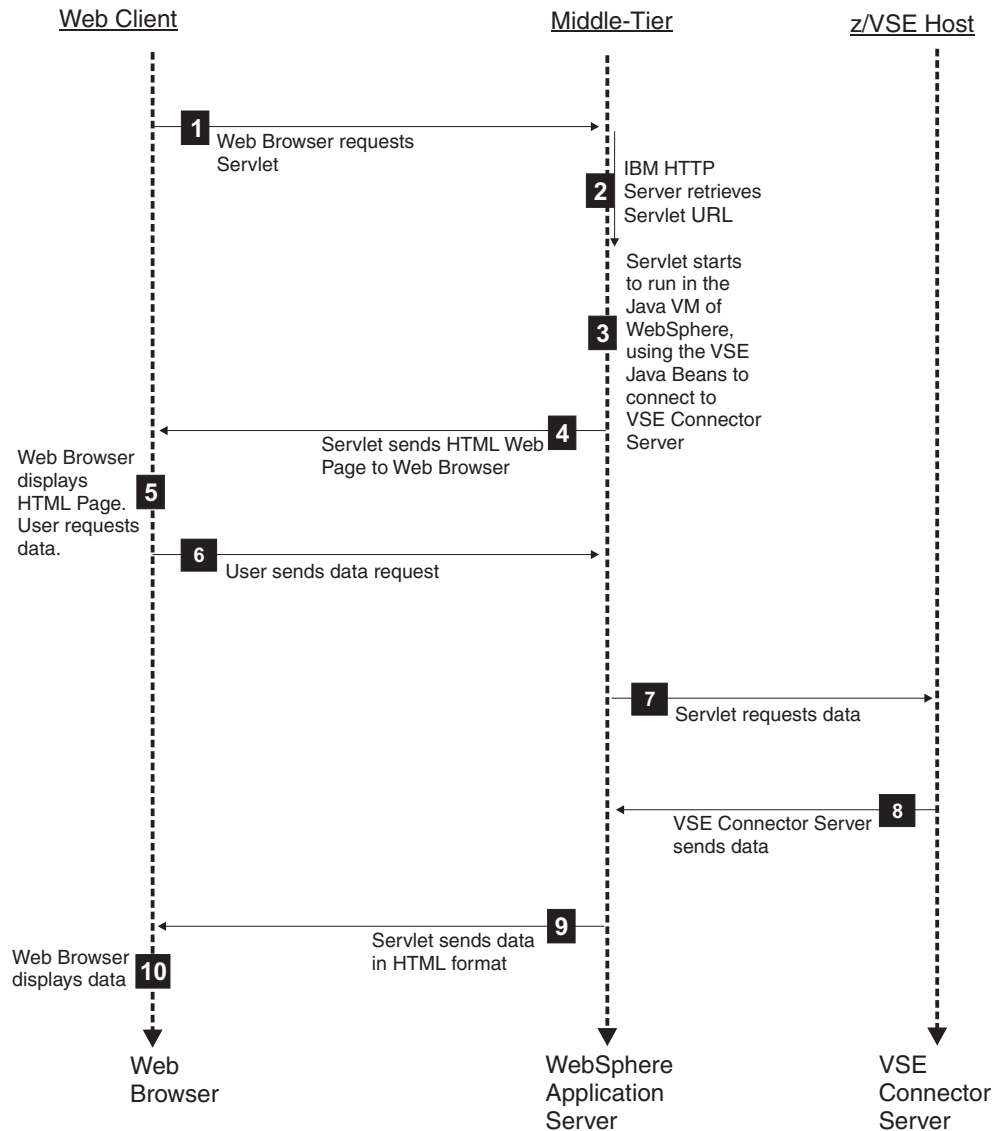 Web Client
Middle-Tier
z/VSE Host
1
Web Browser requests
Servlet
2
IBM HTTP
Server retrieves
Servlet URL
3
Servlet starts
to run in the
Java VM of
WebSphere,
using the VSE
Java Beans to
connect to
VSE Connector
Server
4
Servlet sends HTML Web
Page to Web Browser
Web Browser
displays
HTML Page.
User requests
data.
5
6
User sends data request
7
Servlet requests data
8
VSE Connector Server
sends data
9
Servlet sends data
in HTML format
Web Browser
displays data
10
Web
Browser
WebSphere
Application
Server
VSE
Connector
Server